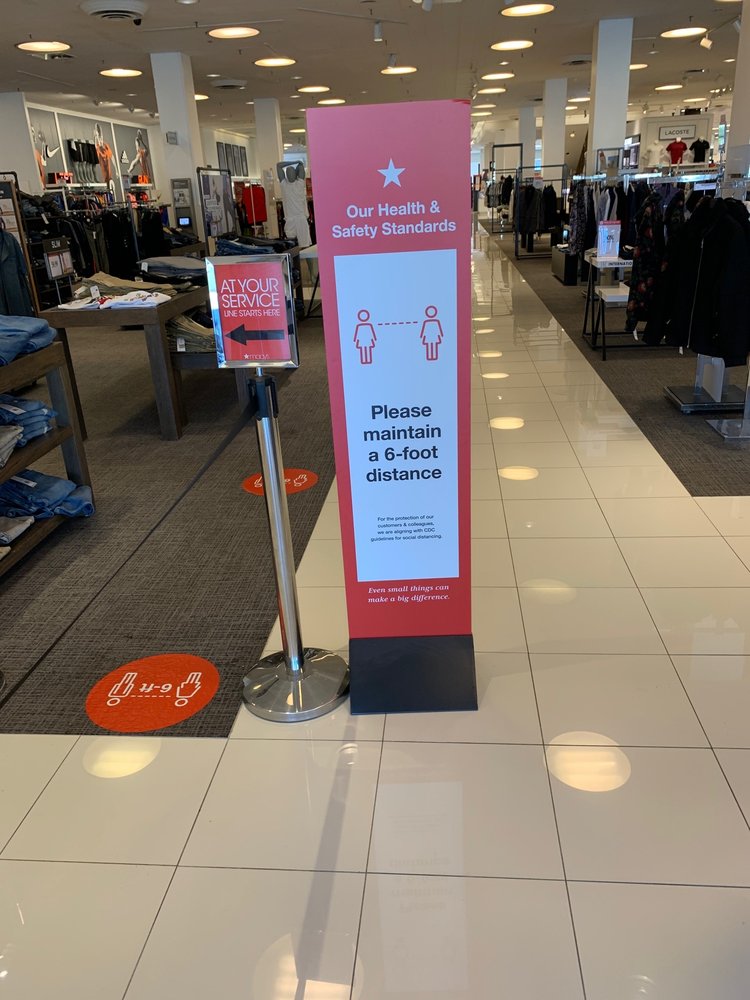 LACOSTE
Our Health &
Safety Standards
AT YOUR
SERVICE
LINE STARTS HERE
macy's
SLIM
INTERNATIO
Please
maintain
a 6-foot
distance
For the protection of our
customers & colleagues,
we are aligning with CDC
guidelines for social distancing.
Even small things can
make a big difference.
6-ft